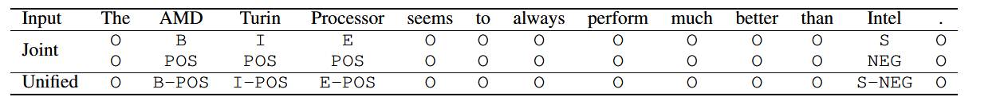 Input The AMD Turin Processor seems to always perform much better than Intel .
Joint O B I E O O O O O O O S O
O POS POS POS O O O O O O O NEG O
Unified O B-POS I-POS E-POS O O O O O O O S-NEG O